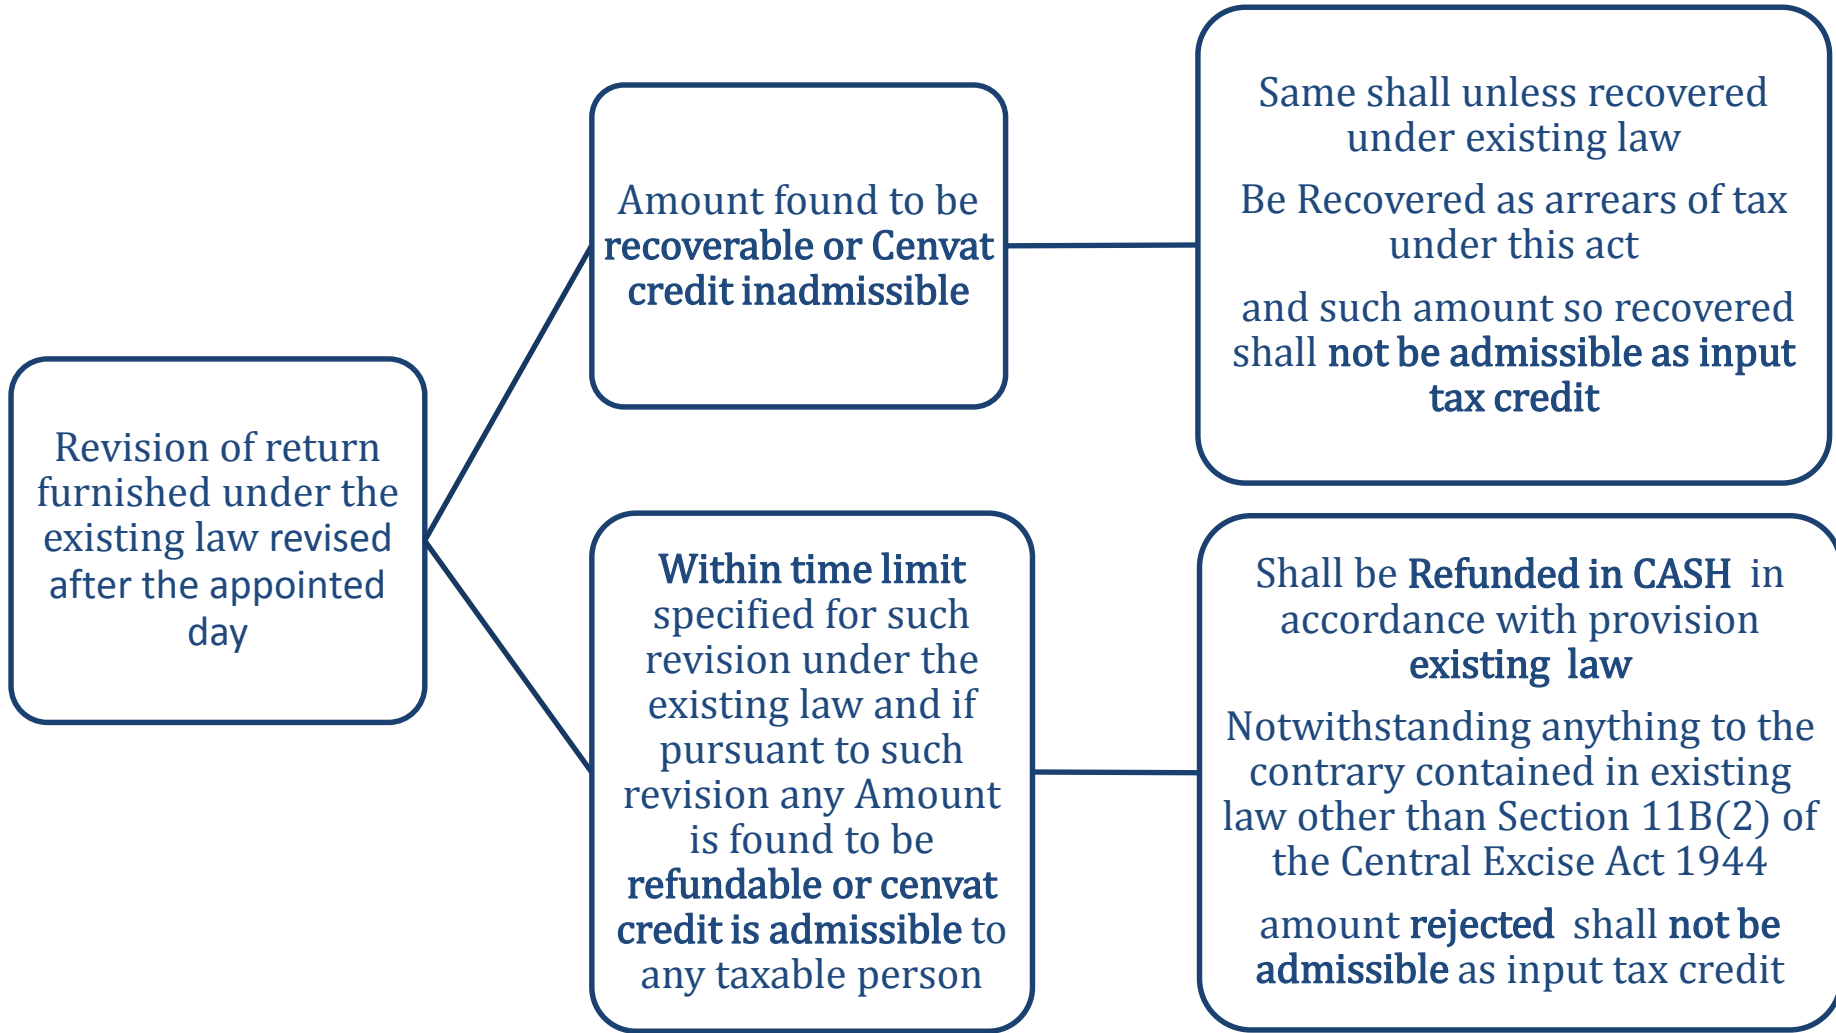 Revision of return
furnished under the
existing law revised
after the appointed
day
Amount found to be
recoverable or Cenvat
credit inadmissible
Same shall unless recovered
under existing law
Be Recovered as arrears of tax
under this act
and such amount so recovered
shall not be admissible as input
tax credit
Within time limit
specified for such
revision under the
existing law and if
pursuant to such
revision any Amount
is found to be
refundable or cenvat
credit is admissible to
any taxable person
Shall be Refunded in CASH in
accordance with provision
existing law
Notwithstanding anything to the
contrary contained in existing
law other than Section 11B(2) of
the Central Excise Act 1944
amount rejected shall not be
admissible as input tax credit